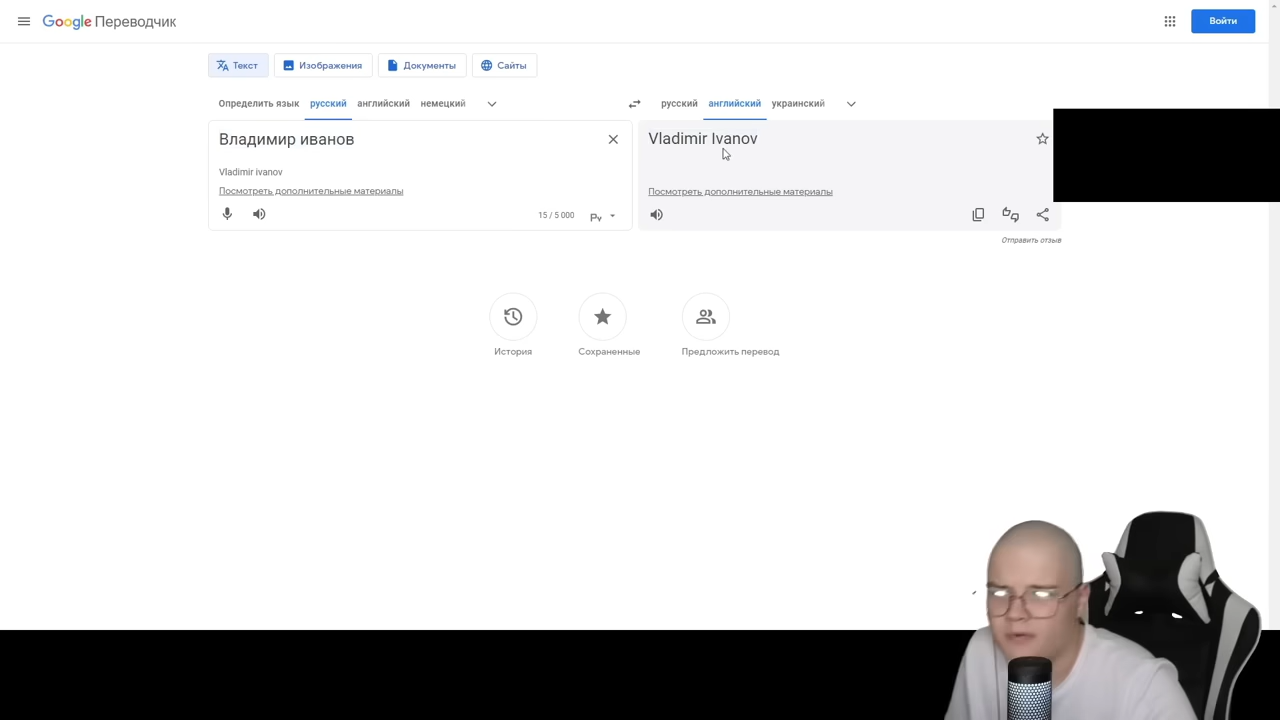 Google Переводчик
Войти
Текст
Изображения
Документы
Сайты
Определить язык
русский
английский
немецкий
русский
английский
украинский
Владимир иванов
Vladimir Ivanov
Vladimir ivanov
Посмотреть дополнительные материалы
Посмотреть дополнительные материалы
15 / 5 000
Отправить отзыв
История
Сохраненные
Предложить перевод